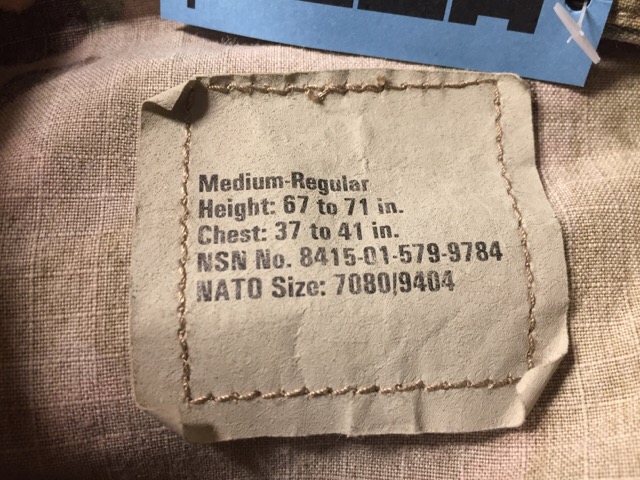 Medium-Regular
Height: 67 to 71 in.
Chest: 37 to 41 in.
NSN No. 8415-01-579-9784
NATO Size: 7080/9404